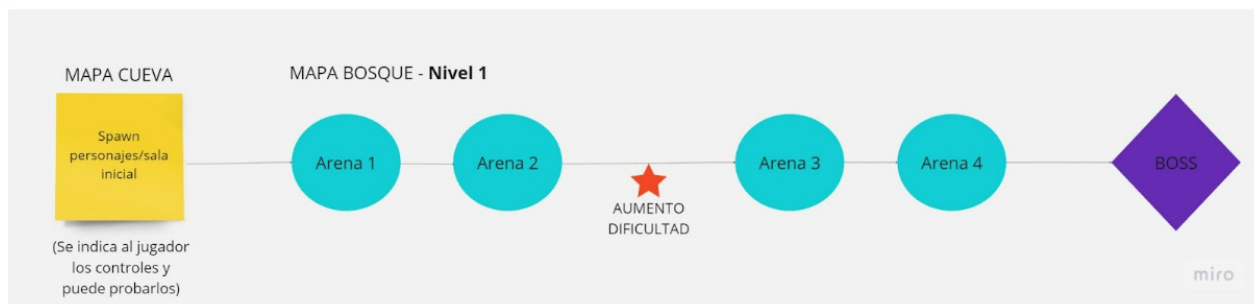 MAPA CUEVA
MAPA BOSQUE - Nivel 1
Spawn
personajes/sala
inicial
Arena 1
Arena 2
Arena 3
Arena 4
BOSS
AUMENTO
DIFICULTAD
(Se indica al jugador
los controles y
puede probarlos)
miro